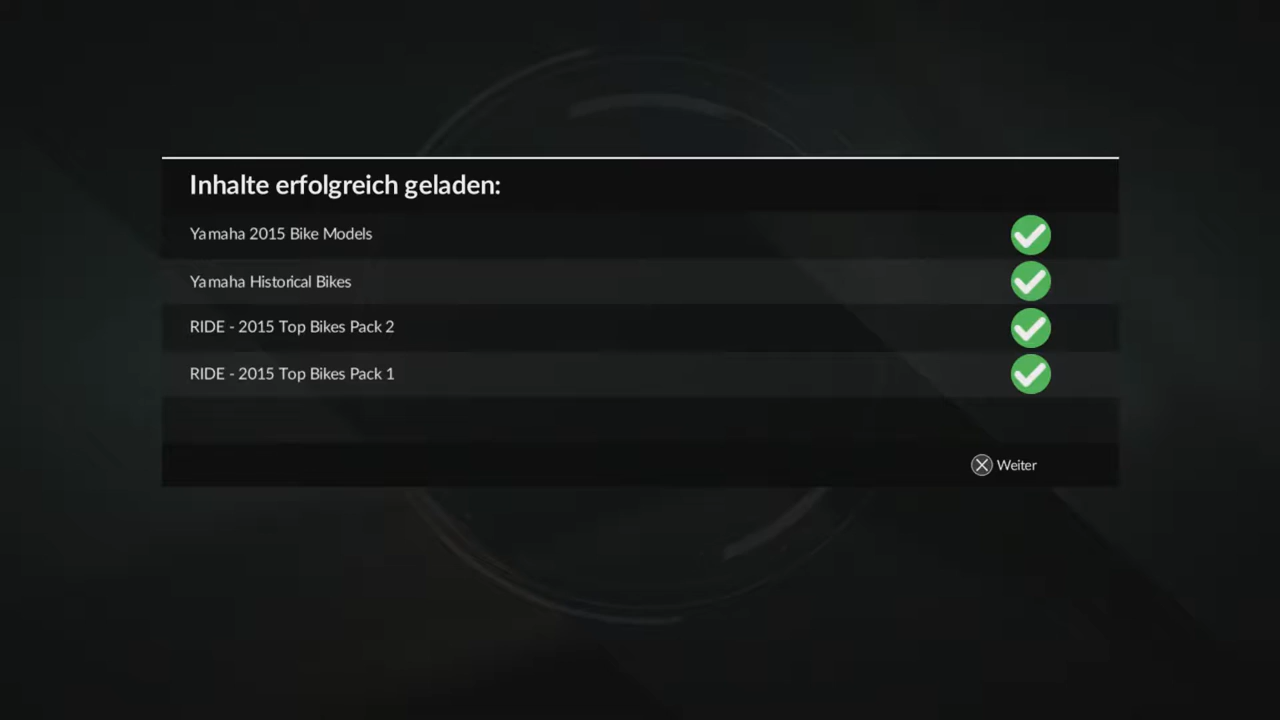 Inhalte erfolgreich geladen:
Yamaha 2015 Bike Models
Yamaha Historical Bikes
RIDE - 2015 Top Bikes Pack 2
RIDE - 2015 Top Bikes Pack 1
Weiter